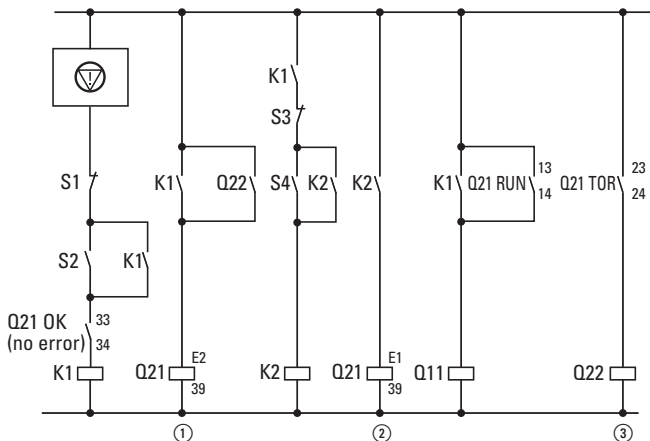 K1
S3
S1
K1
Q22
S4
K2
K2
K1
Q21 RUN
13
14
Q21 TOR
23
24
S2
K1
Q21 OK
(no error)
33
34
K1
Q21
E2
39
K2
Q21
E1
39
Q11
Q22
①
②
③